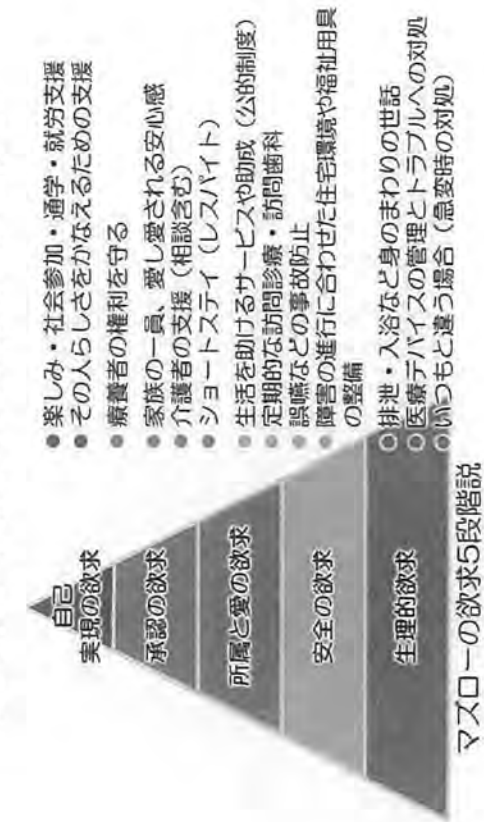 自己
実現の欲求
承認の欲求
所属と愛の欲求
安全の欲求
生理的欲求
マズローの欲求5段階説
●楽しみ・社会参加・通学・就労支援
●その人らしさをかなえるための支援
●療養者の権利を守る
●家族の一員、愛し愛される安心感
●介護者の支援（相談含む）
●ショートステイ（レスパイト）
●生活を助けるサービスや助成（公的制度）
●定期的な訪問診療・訪問歯科
●誤嚥などの事故防止
●障害の進行に合わせた住宅環境や福祉用具
の整備
○排泄・入浴など身のまわりの世話
○医療デバイスの管理とトラブルへの対処
○いつもと違う場合（急変時の対処）